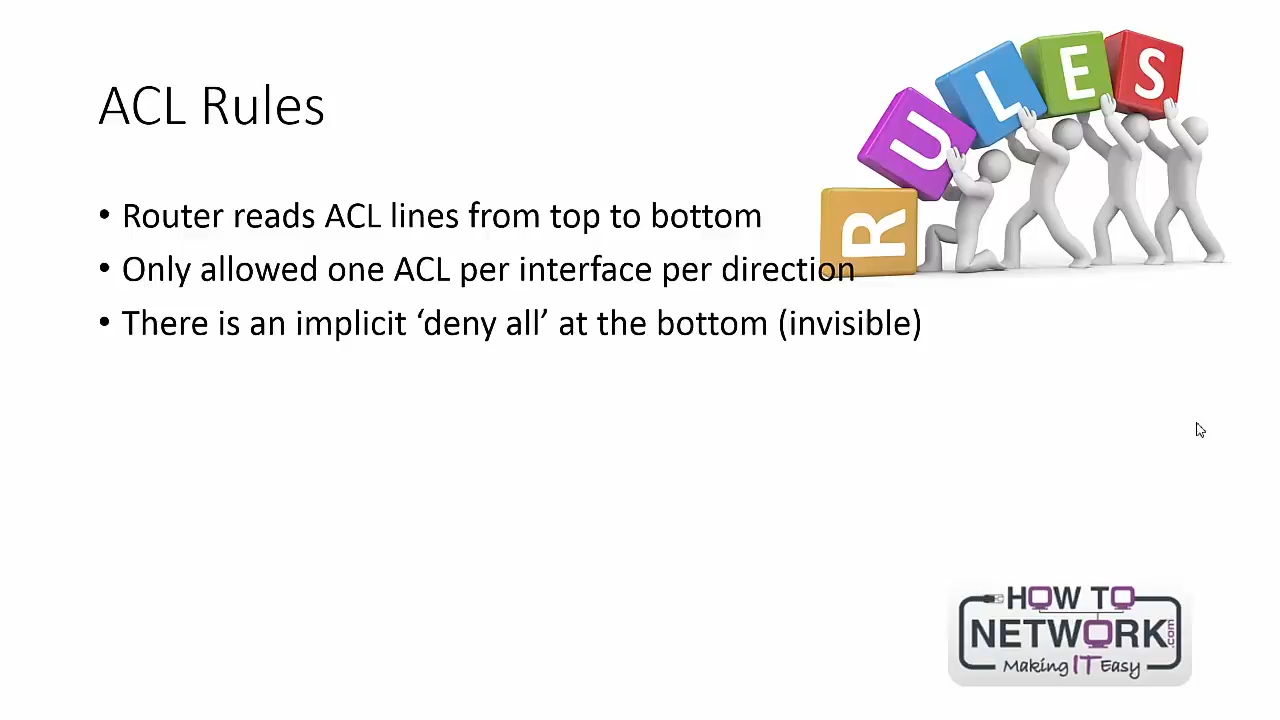 RULES
ACL Rules
• Router reads ACL lines from top to bottom
• Only allowed one ACL per interface per direction
• There is an implicit ‘deny all’ at the bottom (invisible)
HOW TO
NETWORK.com
Making IT Easy